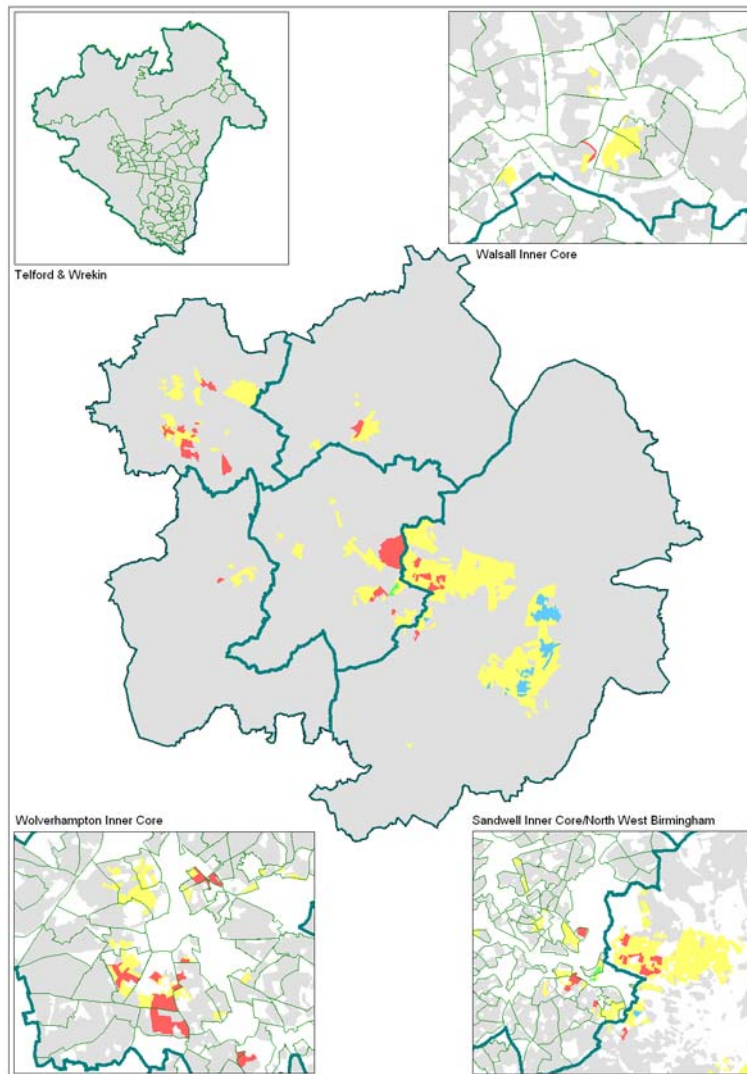 Telford & Wrekin
Walsall Inner Core
Wolverhampton Inner Core
Sandwell Inner Core/North West Birmingham